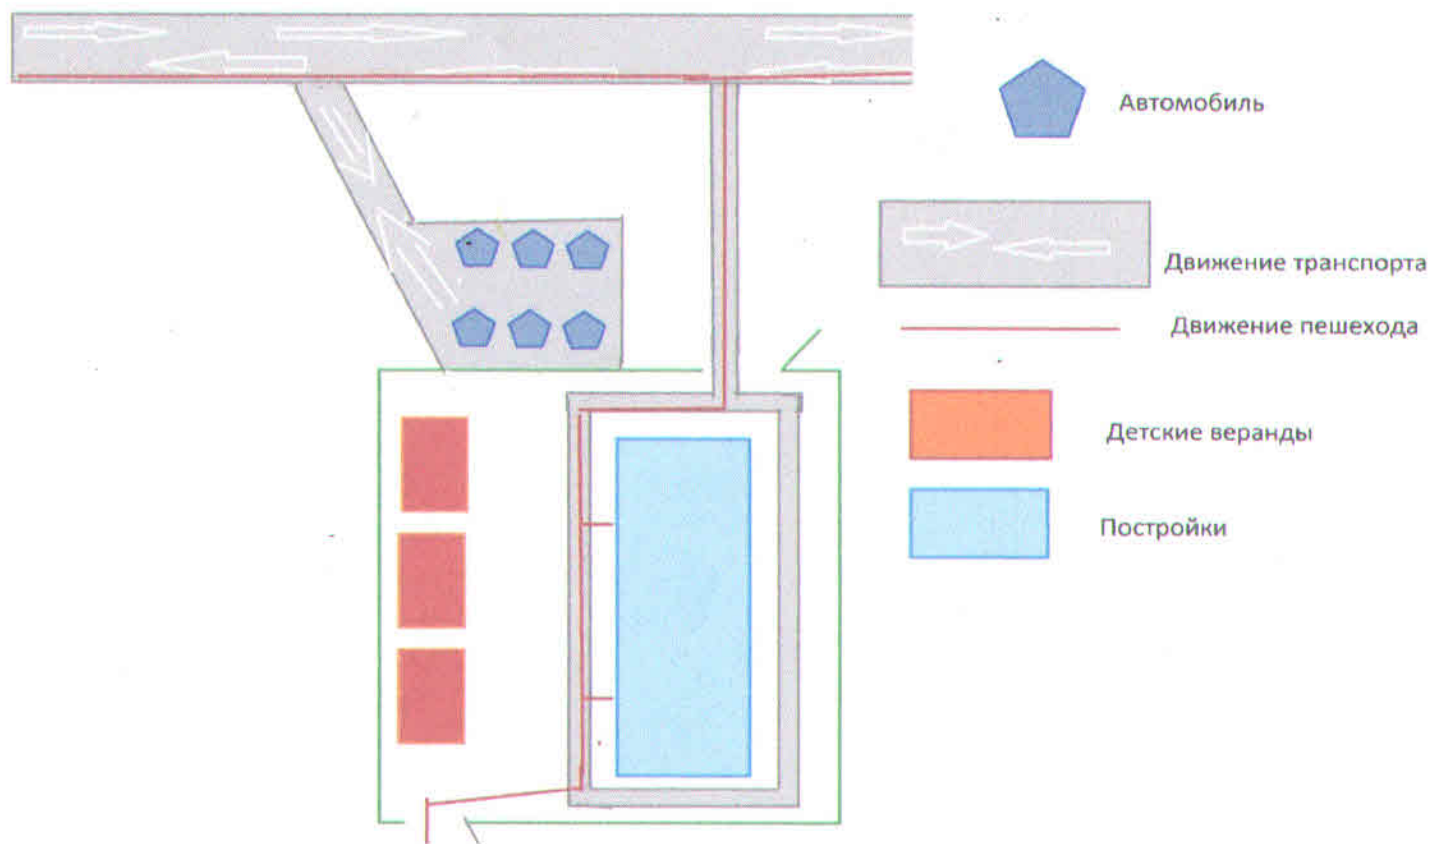 Автомобиль
Движение транспорта
Движение пешехода
Детские веранды
Постройки